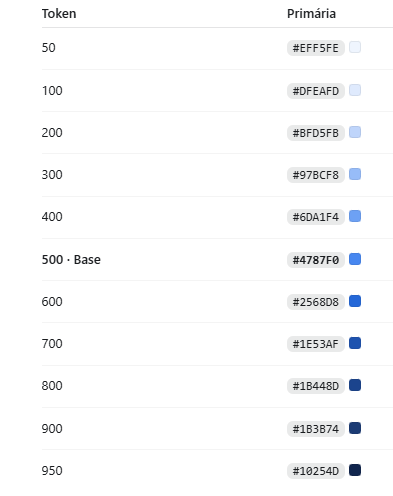 Token Primária
50 #EFF5FE
100 #DFEAFD
200 #BFD5FB
300 #97BCF8
400 #6DA1F4
500 · Base #4787F0
600 #2568D8
700 #1E53AF
800 #1B448D
900 #1B3B74
950 #10254D